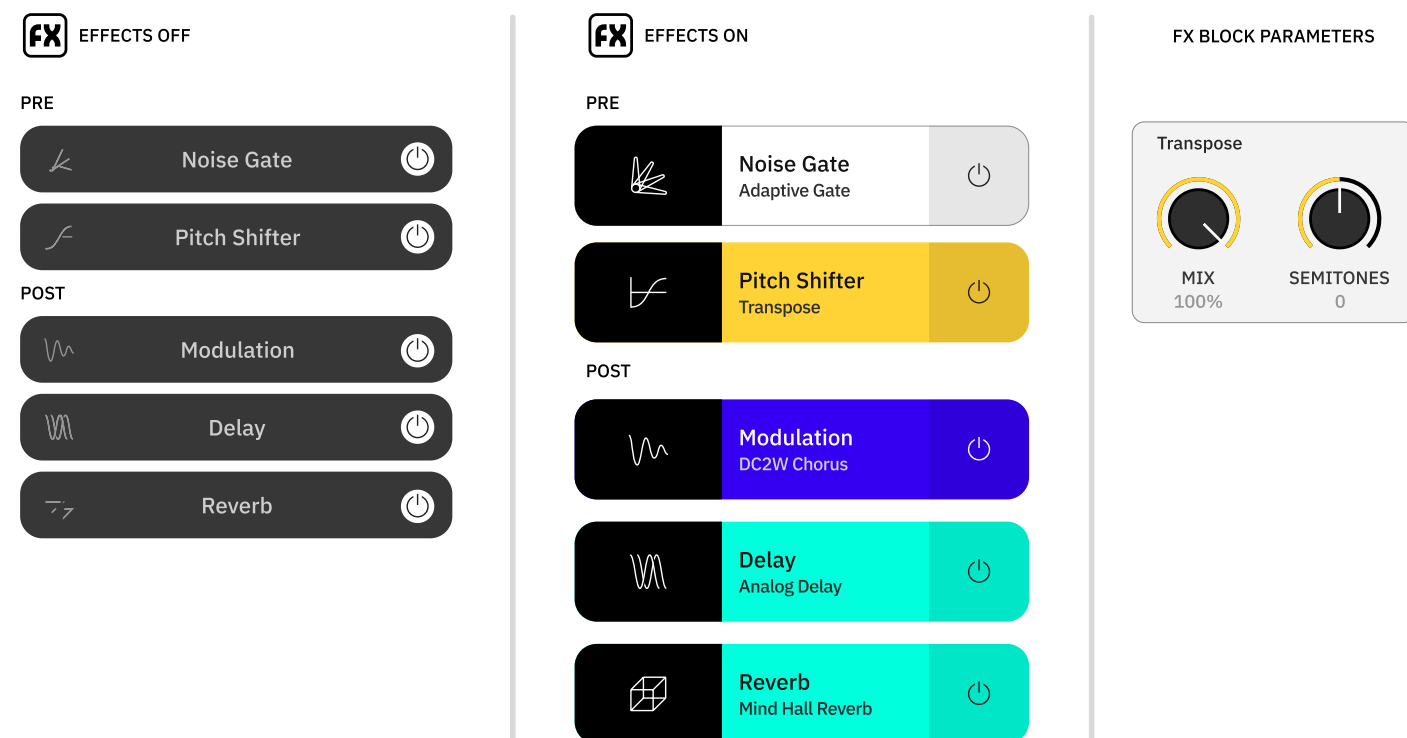 FX EFFECTS OFF
PRE
Noise Gate
Pitch Shifter
POST
Modulation
Delay
Reverb
FX EFFECTS ON
PRE
Noise Gate
Adaptive Gate
Pitch Shifter
Transpose
POST
Modulation
DC2W Chorus
Delay
Analog Delay
Reverb
Mind Hall Reverb
FX BLOCK PARAMETERS
Transpose
MIX
100%
SEMITONES
0